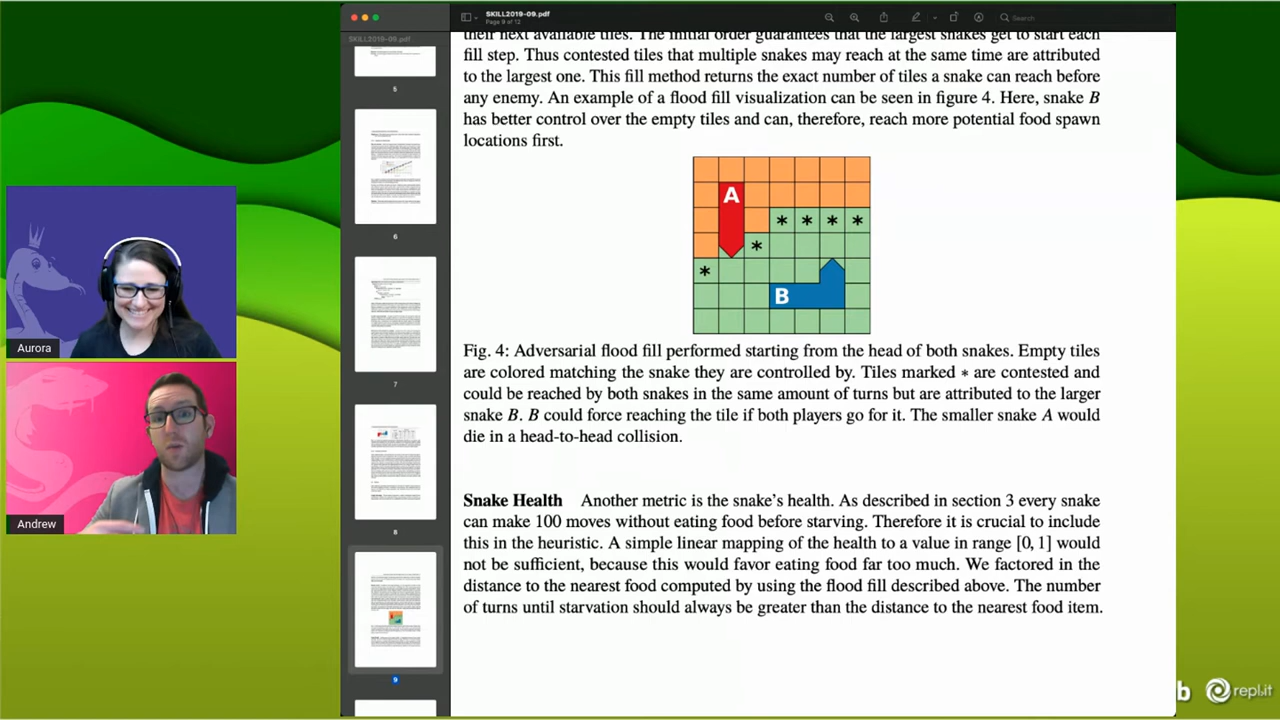 SKILL2019-09.pdf
Page 9 of 12
Search
SKILL2019-09.pdf
5
6
7
8
9
their next available tiles. The initial order guarantees that the largest snakes get to start each
fill step. Thus contested tiles that multiple snakes may reach at the same time are attributed
to the largest one. This fill method returns the exact number of tiles a snake can reach before
any enemy. An example of a flood fill visualization can be seen in figure 4. Here, snake B
has better control over the empty tiles and can, therefore, reach more potential food spawn
locations first.
A
* * * *
*
*
B
Fig. 4: Adversarial flood fill performed starting from the head of both snakes. Empty tiles
are colored matching the snake they are controlled by. Tiles marked * are contested and
could be reached by both snakes in the same amount of turns but are attributed to the larger
snake B. B could force reaching the tile if both players go for it. The smaller snake A would
die in a head-to-head collision.
Snake Health Another metric is the snake's health. As described in section 3 every snake
can make 100 moves without eating food before starving. Therefore it is crucial to include
this in the heuristic. A simple linear mapping of the health to a value in range [0, 1] would
not be sufficient, because this would favor eating food far too much. We factored in the
distance to the nearest food computed using the flood fill described above. The number
of turns until starvation should always be greater than the distance to the nearest food item.
Aurora
Andrew
b
repl.it